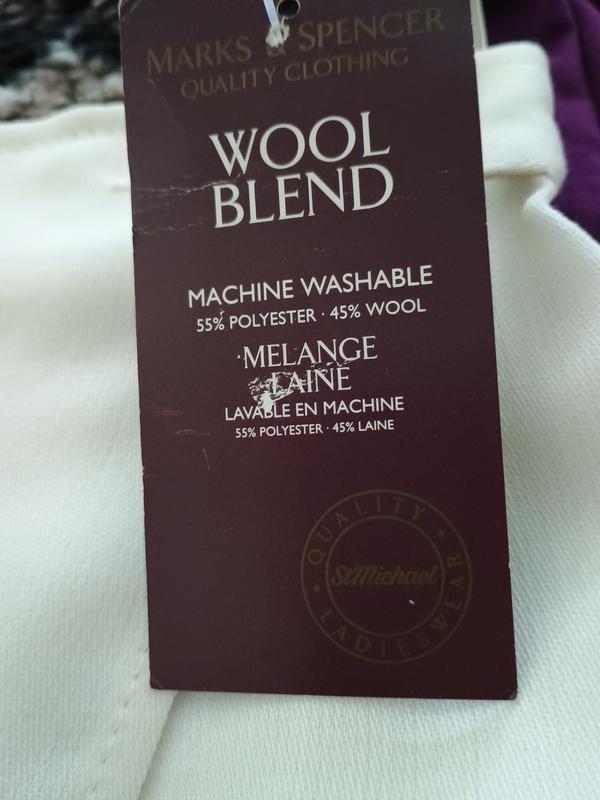 MARKS & SPENCER
QUALITY CLOTHING
WOOL
BLEND
MACHINE WASHABLE
55% POLYESTER · 45% WOOL
MELANGE
LAINE
LAVABLE EN MACHINE
55% POLYESTER · 45% LAINE
QUALITY
StMichael
LADIESWEAR